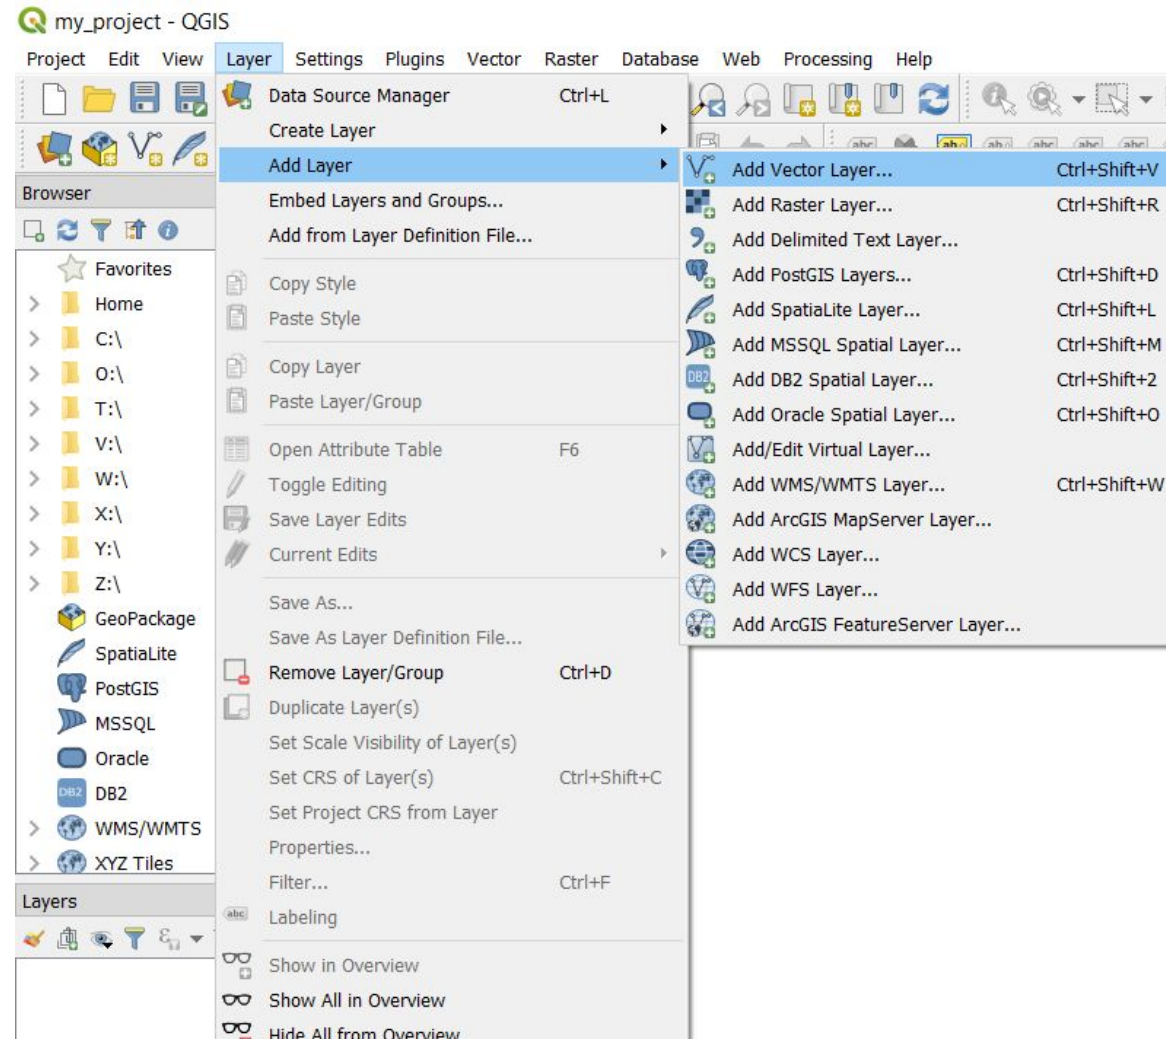 my_project - QGIS
Project Edit View Layer Settings Plugins Vector Raster Database Web Processing Help
Data Source Manager Ctrl+L
Create Layer
Add Layer
Embed Layers and Groups...
Add from Layer Definition File...
Copy Style
Paste Style
Copy Layer
Paste Layer/Group
Open Attribute Table F6
Toggle Editing
Save Layer Edits
Current Edits
Save As...
Save As Layer Definition File...
Remove Layer/Group Ctrl+D
Duplicate Layer(s)
Set Scale Visibility of Layer(s)
Set CRS of Layer(s) Ctrl+Shift+C
Set Project CRS from Layer
Properties...
Filter... Ctrl+F
abc Labeling
Show in Overview
Show All in Overview
Hide All from Overview
Add Vector Layer... Ctrl+Shift+V
Add Raster Layer... Ctrl+Shift+R
Add Delimited Text Layer...
Add PostGIS Layers... Ctrl+Shift+D
Add SpatiaLite Layer... Ctrl+Shift+L
Add MSSQL Spatial Layer... Ctrl+Shift+M
DB2 Add DB2 Spatial Layer... Ctrl+Shift+2
Add Oracle Spatial Layer... Ctrl+Shift+O
Add/Edit Virtual Layer...
Add WMS/WMTS Layer... Ctrl+Shift+W
Add ArcGIS MapServer Layer...
Add WCS Layer...
Add WFS Layer...
Add ArcGIS FeatureServer Layer...
Browser
Favorites
Home
C:\
O:\
T:\
V:\
W:\
X:\
Y:\
Z:\
GeoPackage
SpatiaLite
PostGIS
MSSQL
Oracle
DB2 DB2
WMS/WMTS
XYZ Tiles
Layers